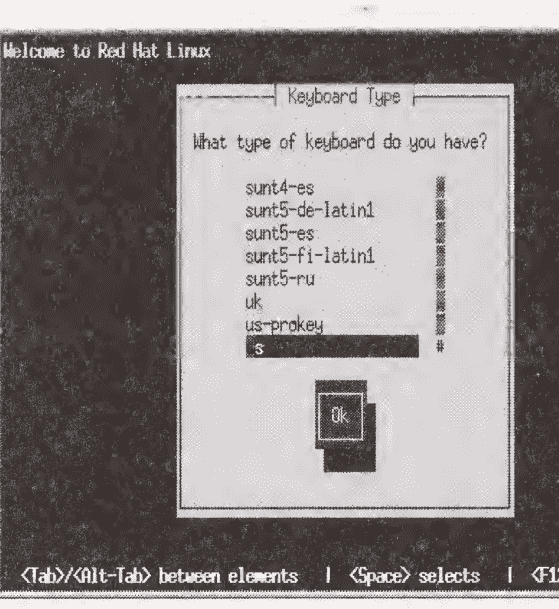 Welcome to Red Hat Linux
Keyboard Type
What type of keyboard do you have?
sunt4-es
sunt5-de-latin1
sunt5-es
sunt5-fi-latin1
sunt5-ru
uk
us-prokey
s
#
Ok
<Tab>/<Alt-Tab> between elements | <Space> selects | <F12